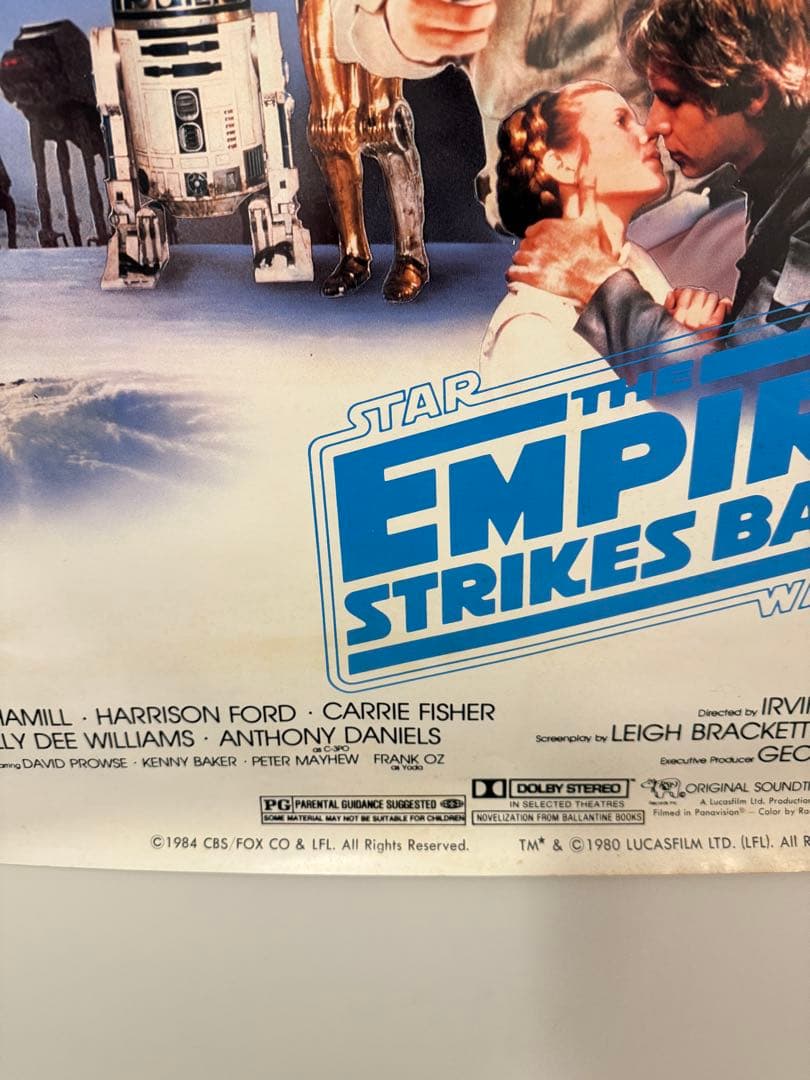 STAR
THE
EMPIR
STRIKES BA
WA
HAMILL · HARRISON FORD · CARRIE FISHER
LLY DEE WILLIAMS · ANTHONY DANIELS
as C-3PO
rring DAVID PROWSE · KENNY BAKER · PETER MAYHEW FRANK OZ
as Yoda
Directed by IRVI
Screenplay by LEIGH BRACKETT
Executive Producer GEO
PG PARENTAL GUIDANCE SUGGESTED
SOME MATERIAL MAY NOT BE SUITABLE FOR CHILDREN
DOLBY STEREO
IN SELECTED THEATRES
NOVELIZATION FROM BALLANTINE BOOKS
ORIGINAL SOUNDT
A Lucasfilm Ltd. Production
Filmed in Panavision® — Color by Ra
©1984 CBS/FOX CO & LFL. All Rights Reserved.
TM* & ©1980 LUCASFILM LTD. (LFL). All R